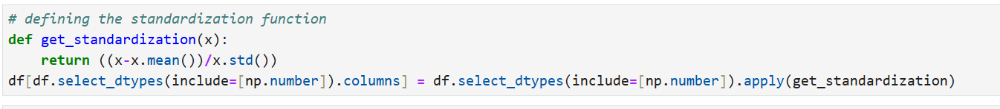 # defining the standardization function
def get_standardization(x):
    return ((x-x.mean())/x.std())
df[df.select_dtypes(include=[np.number]).columns] = df.select_dtypes(include=[np.number]).apply(get_standardization)